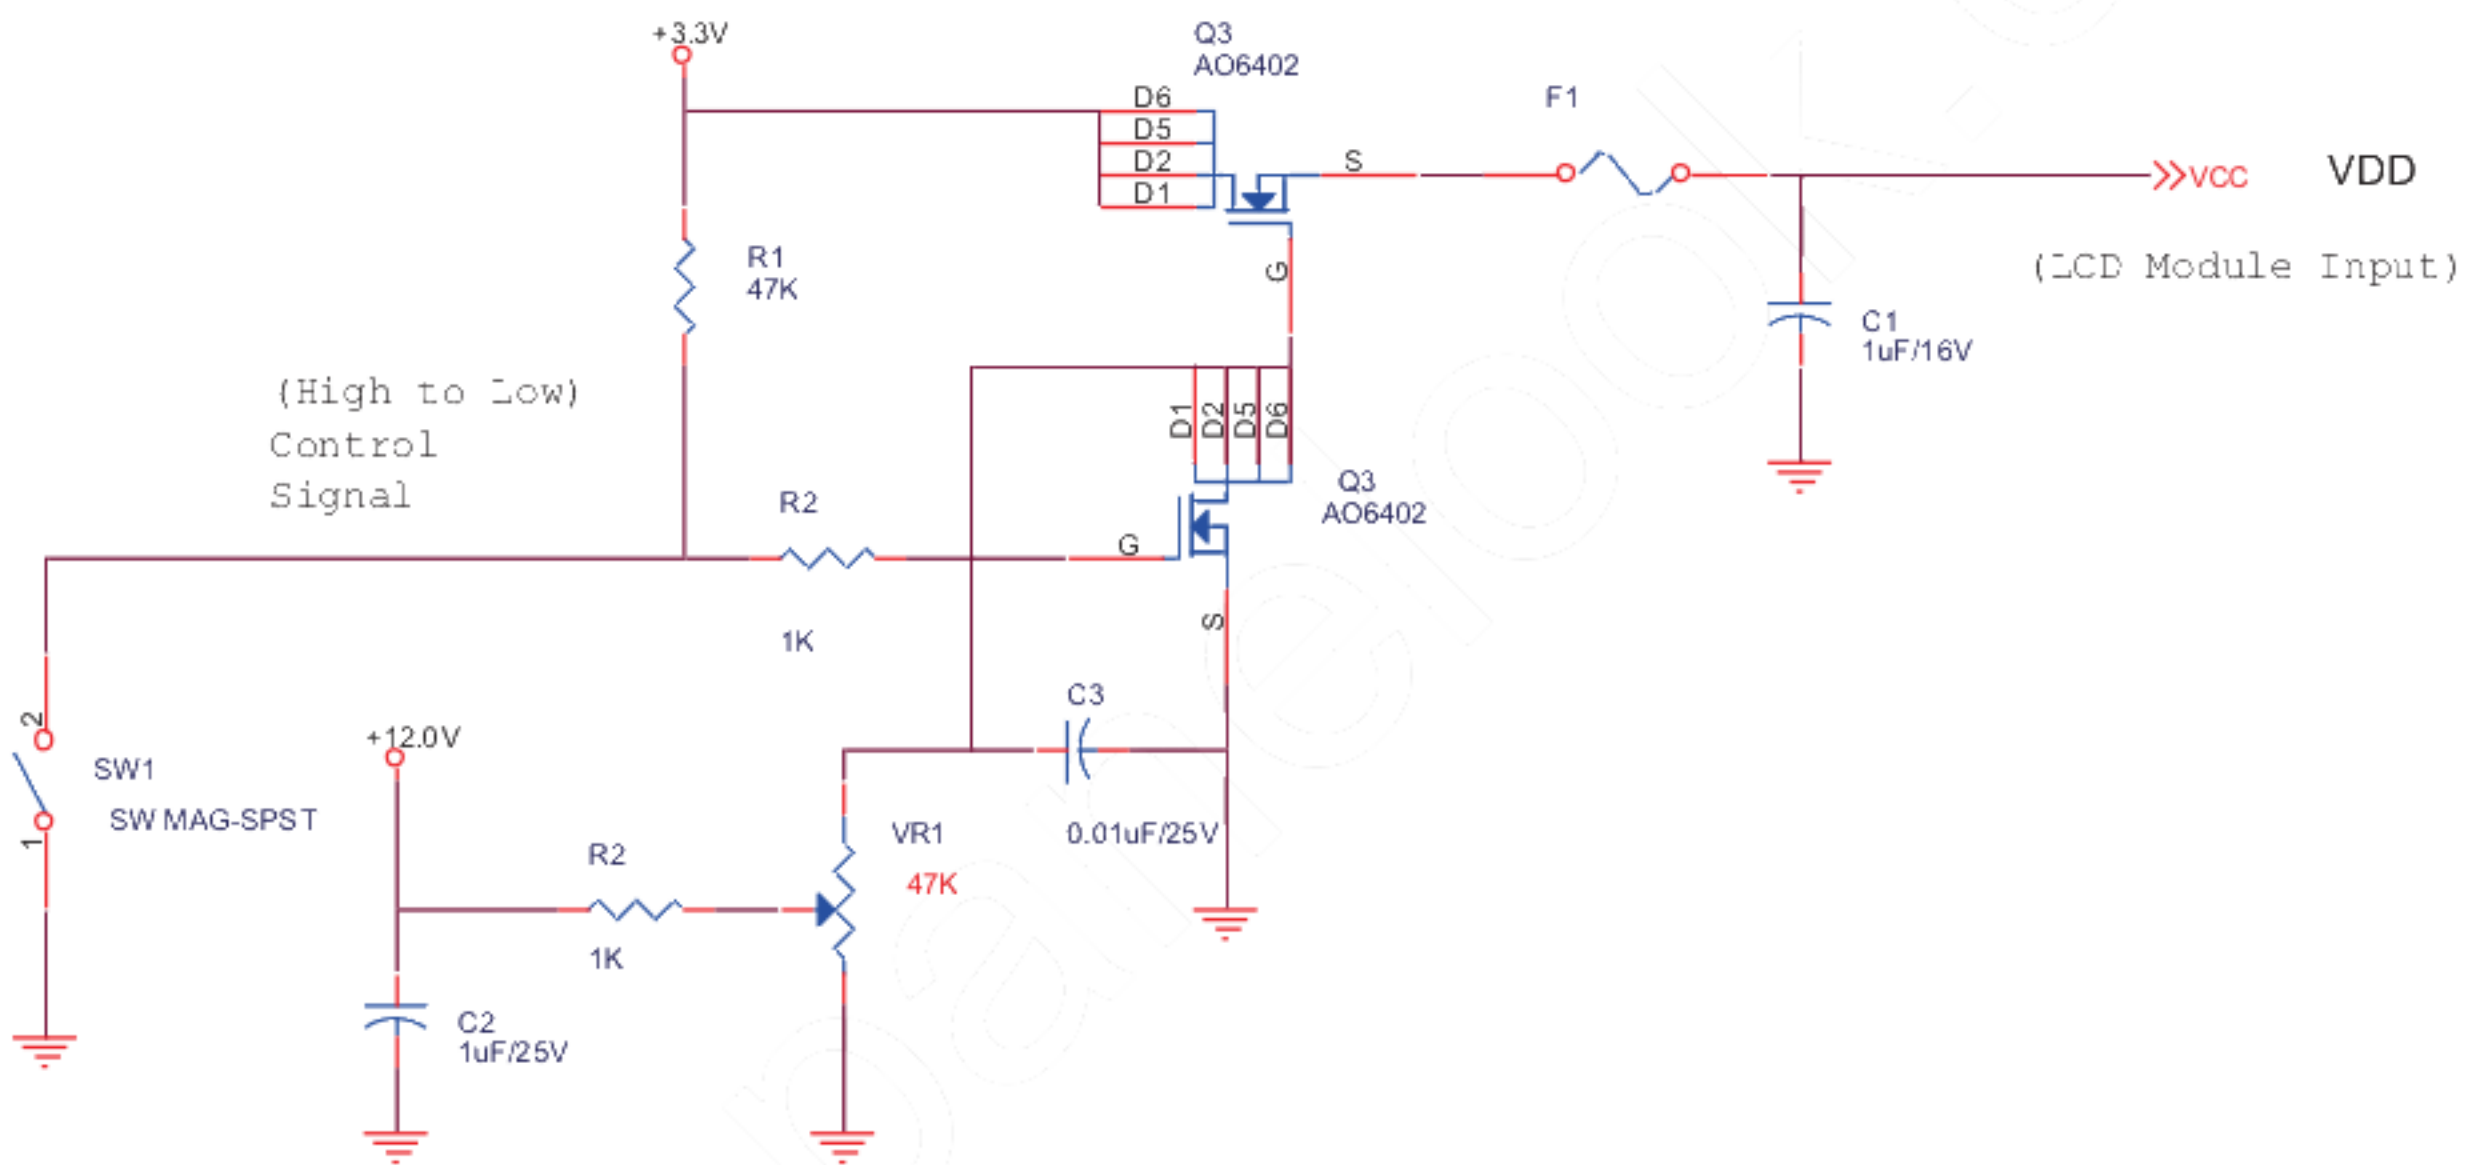 +3.3V
Q3
AO6402
D6
D5
D2
D1
S
G
F1
VCC
VDD
(LCD Module Input)
R1
47K
C1
1uF/16V
(High to Low)
Control
Signal
D1
D2
D5
D6
Q3
AO6402
R2
1K
G
S
2
1
SW1
SW MAG-SPST
+12.0V
C3
0.01uF/25V
VR1
47K
R2
1K
C2
1uF/25V